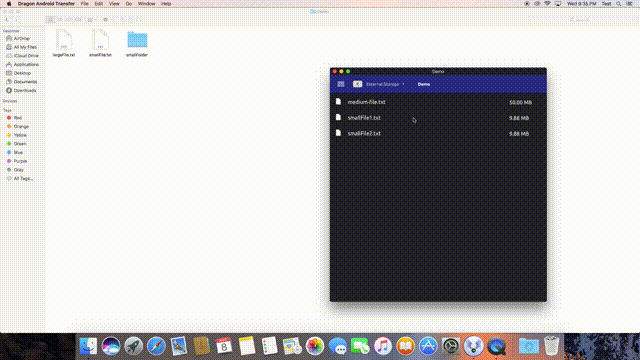 Dragon Android Transfer File Edit View Go Window Help
Wed 9:35 PM Test
Demo
Favorites
AirDrop
All My Files
iCloud Drive
Applications
Desktop
Documents
Downloads
Devices
Tags
Red
Orange
Yellow
Green
Blue
Purple
Gray
All Tags...
largeFile.txt
smallFile.txt
smallFolder
Demo
External Storage
Demo
medium-file.txt 50.00 MB
smallFile1.txt 9.88 MB
smallFile2.txt 9.88 MB
8